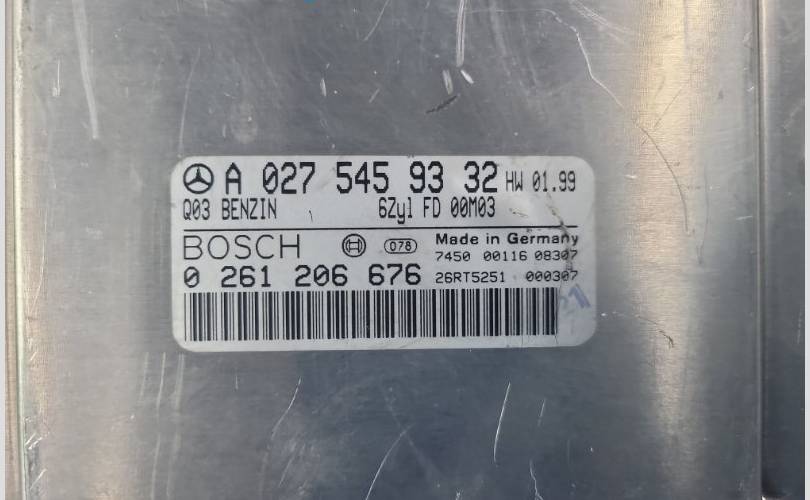 A 027 545 93 32 HW 01.99
Q03 BENZIN 6Zyl FD 00M03
BOSCH 078 Made in Germany
7450 00116 08307
0 261 206 676 26RT5251 000307
21